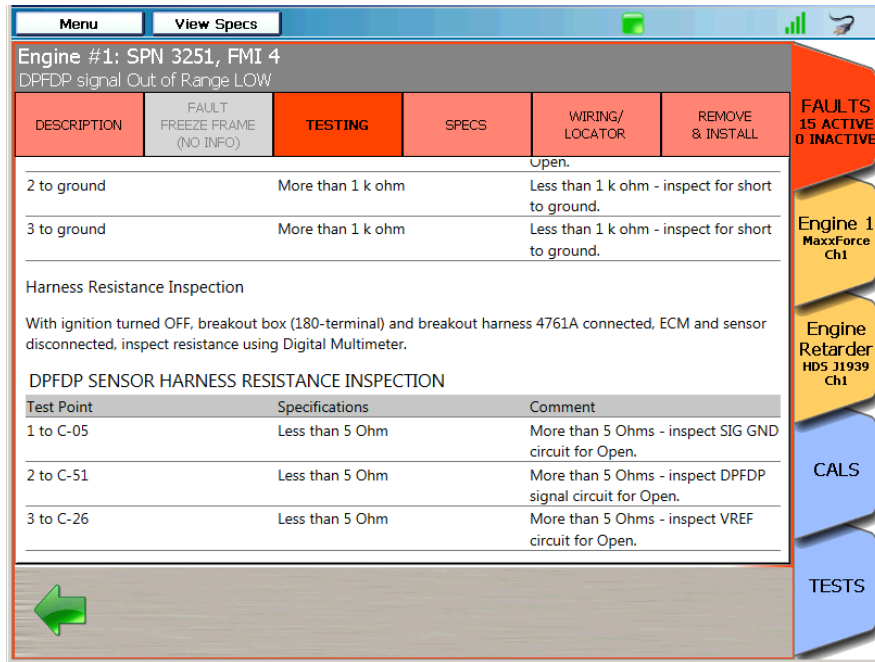 Menu
View Specs
Engine #1: SPN 3251, FMI 4
DPFDP signal Out of Range LOW
DESCRIPTION
FAULT
FREEZE FRAME
(NO INFO)
TESTING
SPECS
WIRING/
LOCATOR
REMOVE
& INSTALL
Open.
2 to ground More than 1 k ohm Less than 1 k ohm - inspect for short
to ground.
3 to ground More than 1 k ohm Less than 1 k ohm - inspect for short
to ground.
Harness Resistance Inspection
With ignition turned OFF, breakout box (180-terminal) and breakout harness 4761A connected, ECM and sensor
disconnected, inspect resistance using Digital Multimeter.
DPFDP SENSOR HARNESS RESISTANCE INSPECTION
Test Point Specifications Comment
1 to C-05 Less than 5 Ohm More than 5 Ohms - inspect SIG GND
circuit for Open.
2 to C-51 Less than 5 Ohm More than 5 Ohms - inspect DPFDP
signal circuit for Open.
3 to C-26 Less than 5 Ohm More than 5 Ohms - inspect VREF
circuit for Open.
FAULTS
15 ACTIVE
0 INACTIVE
Engine 1
MaxxForce
Ch1
Engine
Retarder
HDS J1939
Ch1
CALS
TESTS